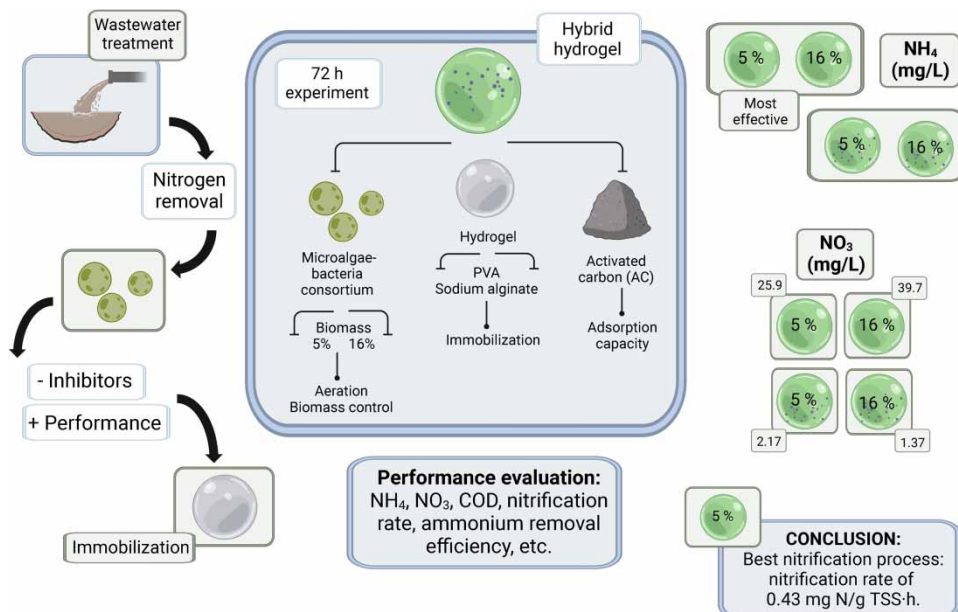 Wastewater
treatment
Nitrogen
removal
- Inhibitors
+ Performance
Immobilization
Hybrid
hydrogel
72 h
experiment
Microalgae-
bacteria
consortium
Biomass
5% 16%
Aeration
Biomass control
Hydrogel
PVA
Sodium alginate
Immobilization
Activated
carbon (AC)
Adsorption
capacity
Performance evaluation:
NH₄, NO₃, COD, nitrification
rate, ammonium removal
efficiency, etc.
5 % 16 %
NH₄
(mg/L)
Most
effective
5 % 16 %
NO₃
(mg/L)
25.9 39.7
5 % 16 %
5 % 16 %
2.17 1.37
5 %
CONCLUSION:
Best nitrification process:
nitrification rate of
0.43 mg N/g TSS·h.